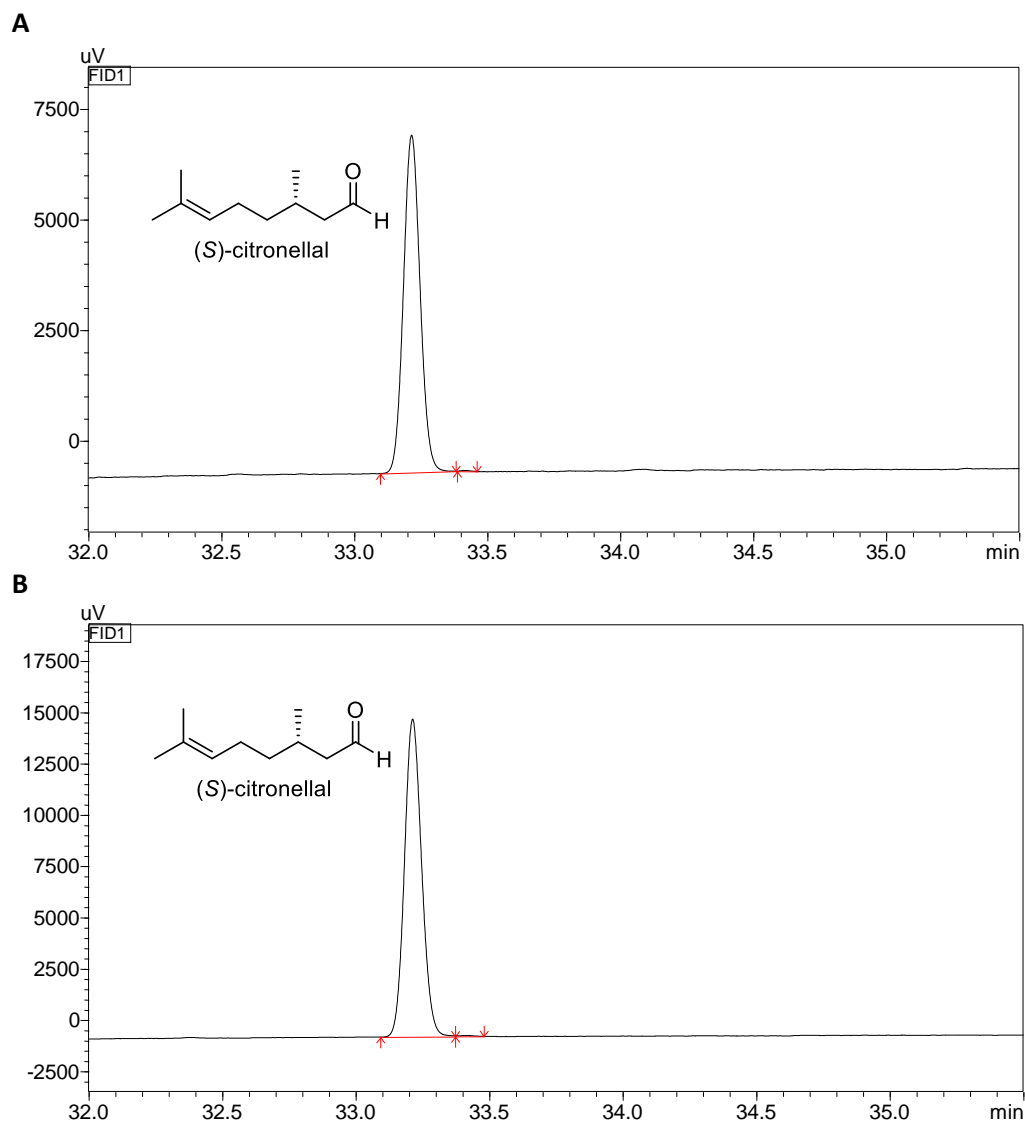 A
uV
FID1
7500
5000
2500
0
O
H
(S)-citronellal
32.0 32.5 33.0 33.5 34.0 34.5 35.0 min
B
uV
FID1
17500
15000
12500
10000
7500
5000
2500
0
-2500
O
H
(S)-citronellal
32.0 32.5 33.0 33.5 34.0 34.5 35.0 min